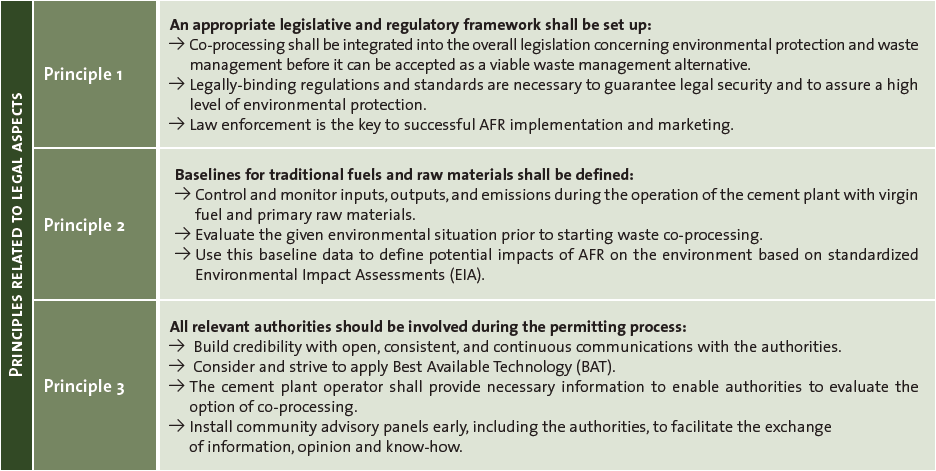 PRINCIPLES RELATED TO LEGAL ASPECTS
Principle 1
An appropriate legislative and regulatory framework shall be set up:
→ Co-processing shall be integrated into the overall legislation concerning environmental protection and waste
management before it can be accepted as a viable waste management alternative.
→ Legally-binding regulations and standards are necessary to guarantee legal security and to assure a high
level of environmental protection.
→ Law enforcement is the key to successful AFR implementation and marketing.
Principle 2
Baselines for traditional fuels and raw materials shall be defined:
→ Control and monitor inputs, outputs, and emissions during the operation of the cement plant with virgin
fuel and primary raw materials.
→ Evaluate the given environmental situation prior to starting waste co-processing.
→ Use this baseline data to define potential impacts of AFR on the environment based on standardized
Environmental Impact Assessments (EIA).
Principle 3
All relevant authorities should be involved during the permitting process:
→ Build credibility with open, consistent, and continuous communications with the authorities.
→ Consider and strive to apply Best Available Technology (BAT).
→ The cement plant operator shall provide necessary information to enable authorities to evaluate the
option of co-processing.
→ Install community advisory panels early, including the authorities, to facilitate the exchange
of information, opinion and know-how.